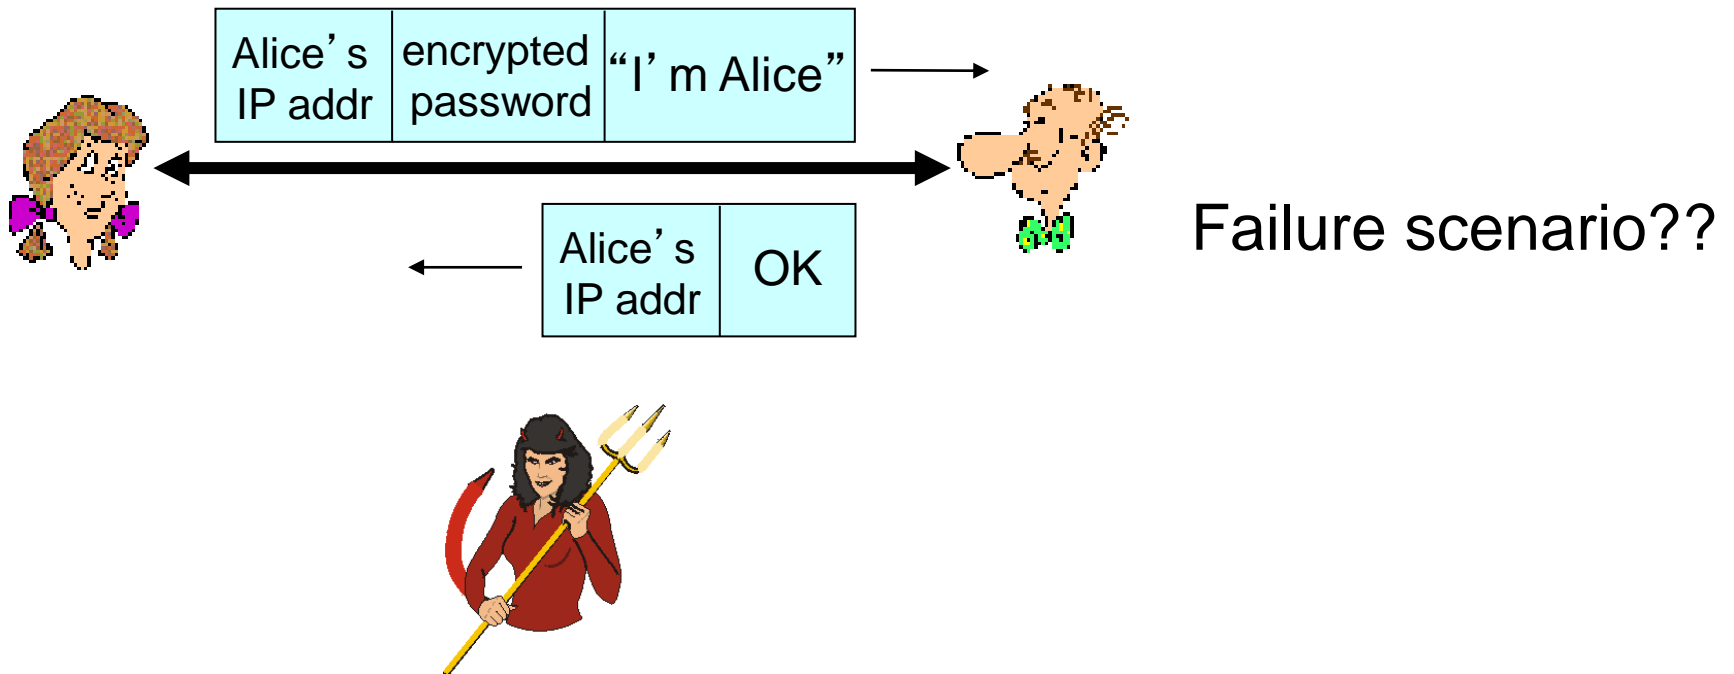 Alice’s
IP addr
encrypted
password
“I’m Alice”
Alice’s
IP addr
OK
Failure scenario??